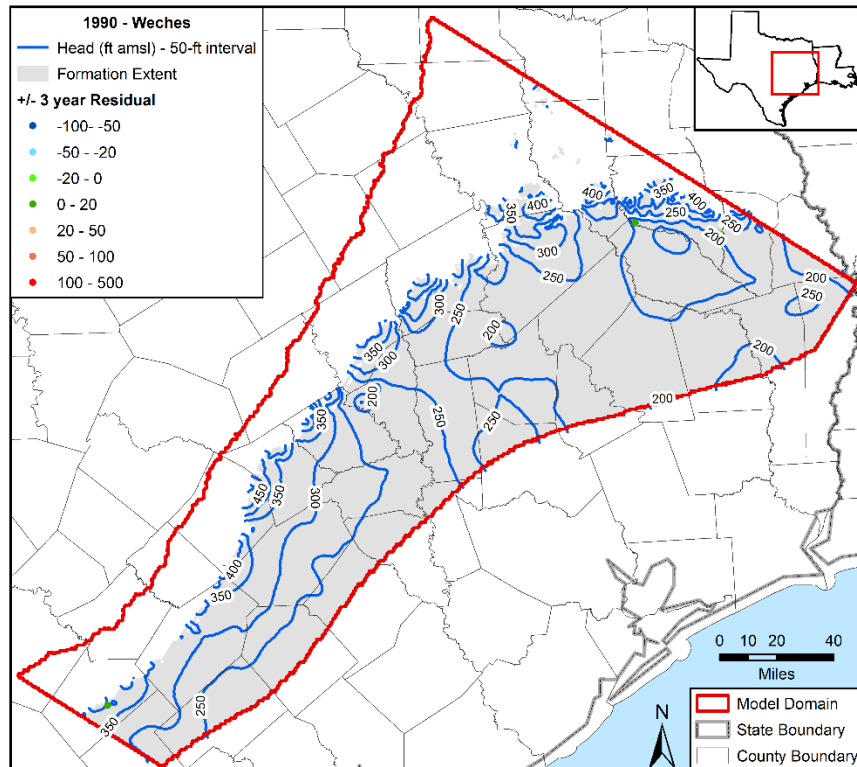 1990 - Weches
Head (ft amsl) - 50-ft interval
Formation Extent
+/- 3 year Residual
-100- -50
-50 - -20
-20 - 0
0 - 20
20 - 50
50 - 100
100 - 500
400
350
400
350
400
250
250
200
300
250
200
250
300
250
200
350
300
200
200
200
250
250
350
300
450
350
400
350
250
350
0 10 20 40
Miles
N
Model Domain
State Boundary
County Boundary